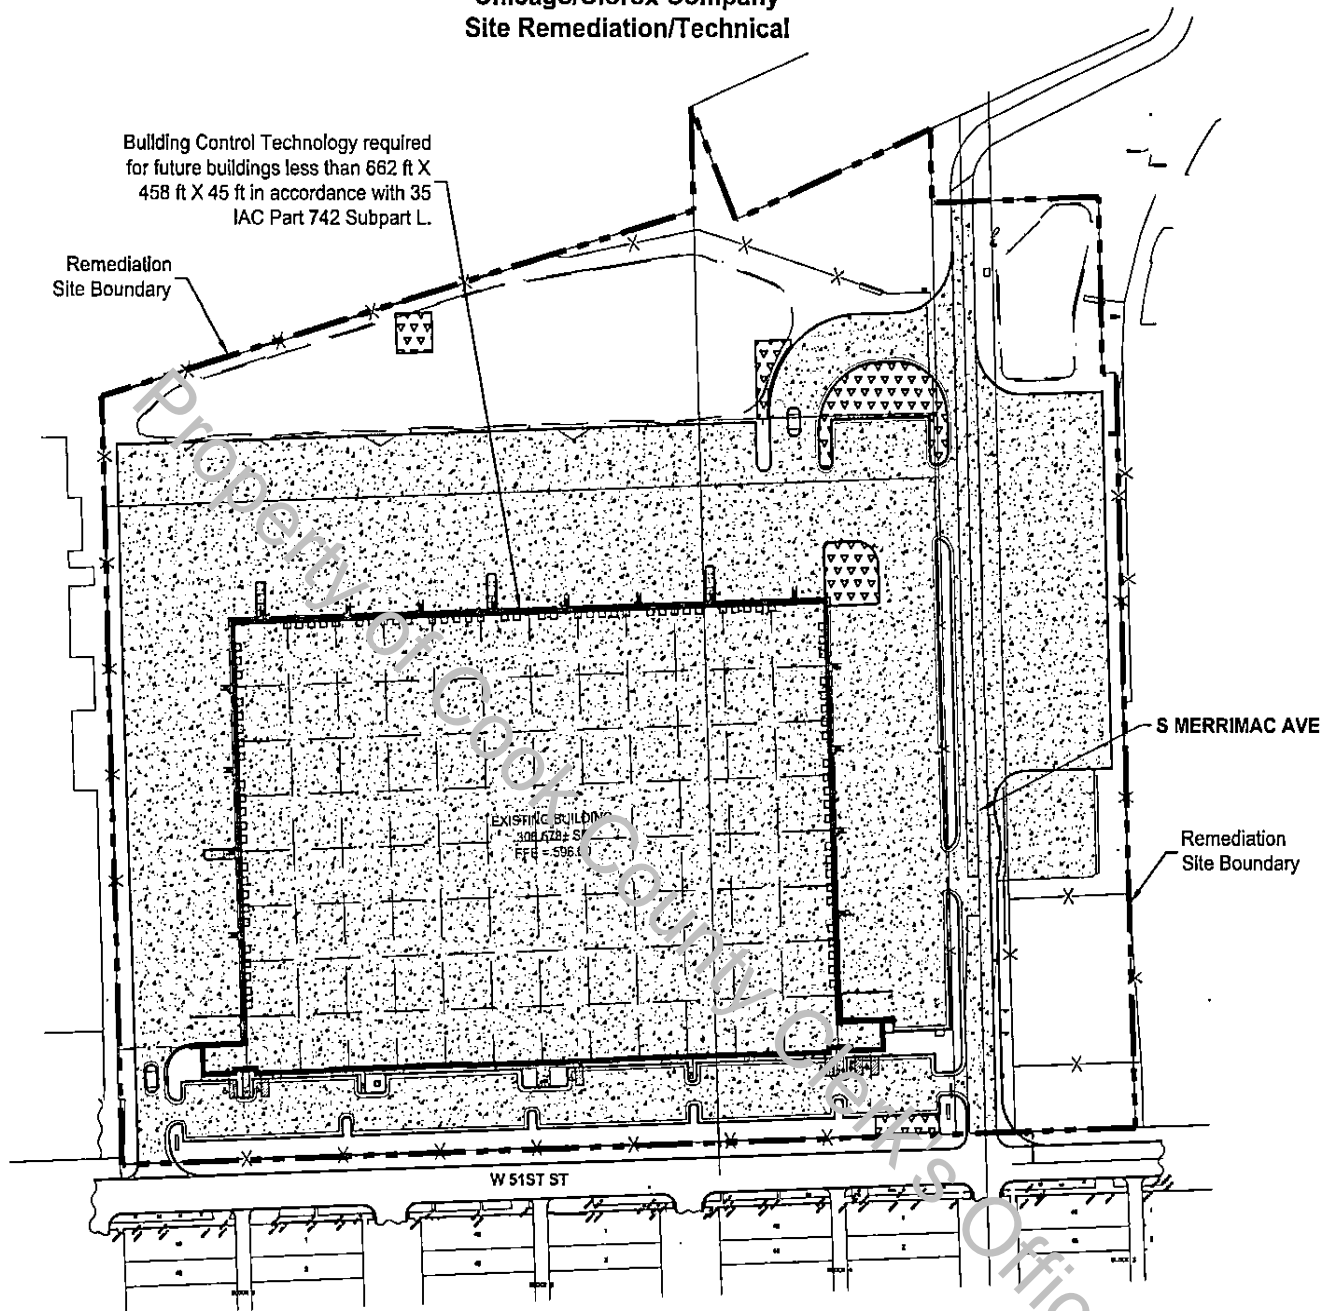 Chicago/Clorox Company
Site Remediation/Technical
Building Control Technology required
for future buildings less than 662 ft X
458 ft X 45 ft in accordance with 35
IAC Part 742 Subpart L.
Remediation
Site Boundary
S MERRIMAC AVE
EXISTING BUILDING
Remediation
Site Boundary
W 51ST ST
Property of Cook County Clerk's Offic